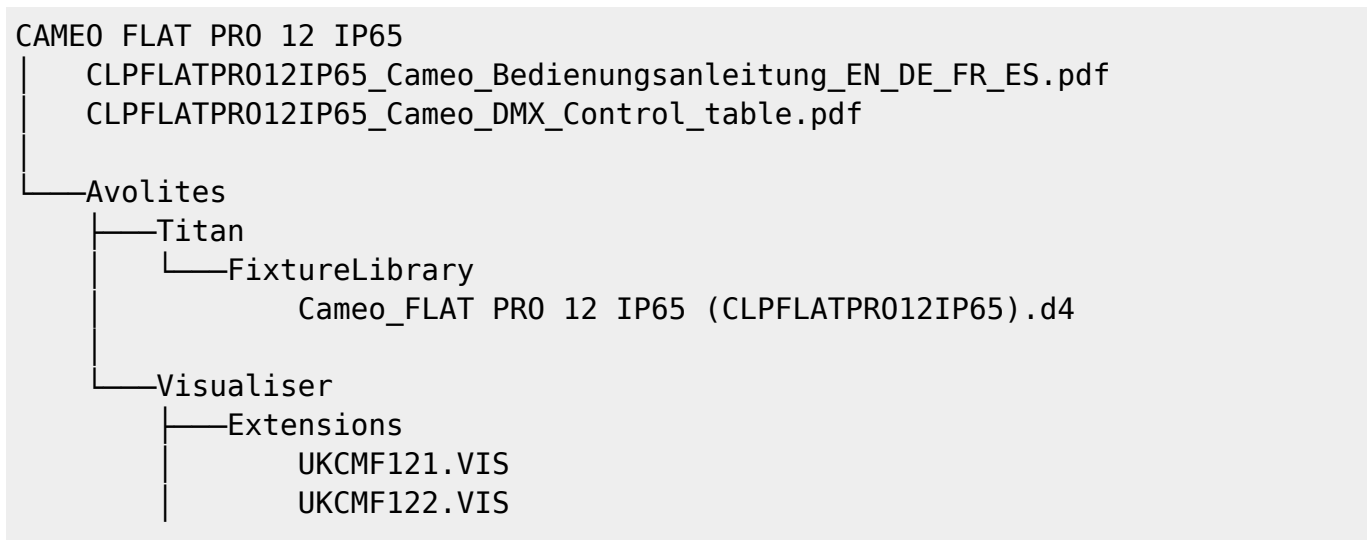 CAMEO FLAT PRO 12 IP65
│   CLPFLATPRO12IP65_Cameo_Bedienungsanleitung_EN_DE_FR_ES.pdf
│   CLPFLATPRO12IP65_Cameo_DMX_Control_table.pdf
│
└───Avolites
    ├───Titan
    │   └───FixtureLibrary
    │           Cameo_FLAT PRO 12 IP65 (CLPFLATPRO12IP65).d4
    │
    └───Visualiser
        ├───Extensions
        │       UKCMF121.VIS
        │       UKCMF122.VIS